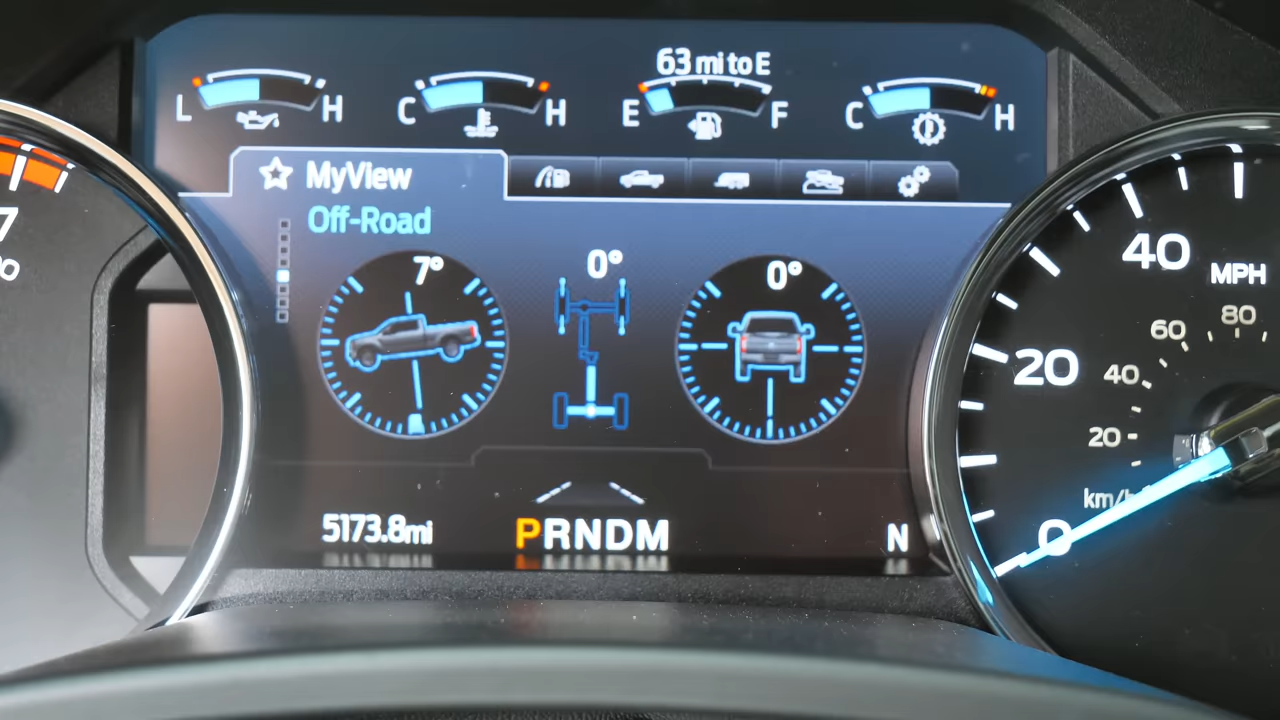 63 mi to E
L H C H E F C H
MyView
Off-Road
7° 0° 0°
5173.8mi PRNDM N
7
40
MPH
80
60
20
40
20
km/h
0